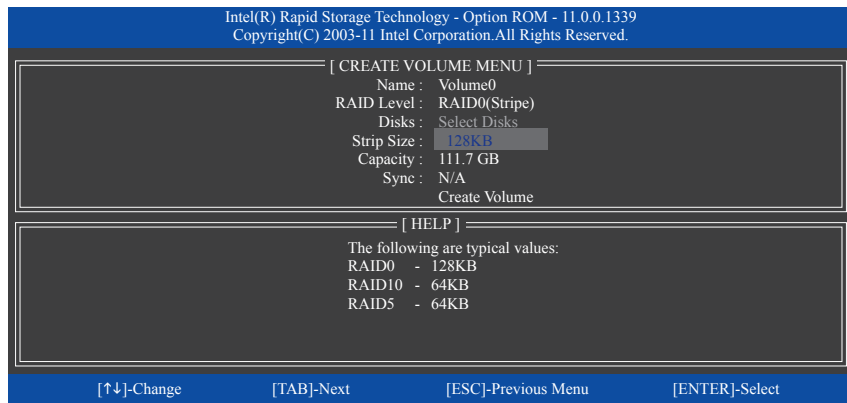 Intel(R) Rapid Storage Technology - Option ROM - 11.0.0.1339
Copyright(C) 2003-11 Intel Corporation.All Rights Reserved.
[ CREATE VOLUME MENU ]
Name : Volume0
RAID Level : RAID0(Stripe)
Disks : Select Disks
Strip Size : 128KB
Capacity : 111.7 GB
Sync : N/A
Create Volume
[ HELP ]
The following are typical values:
RAID0 - 128KB
RAID10 - 64KB
RAID5 - 64KB
[↑↓]-Change [TAB]-Next [ESC]-Previous Menu [ENTER]-Select